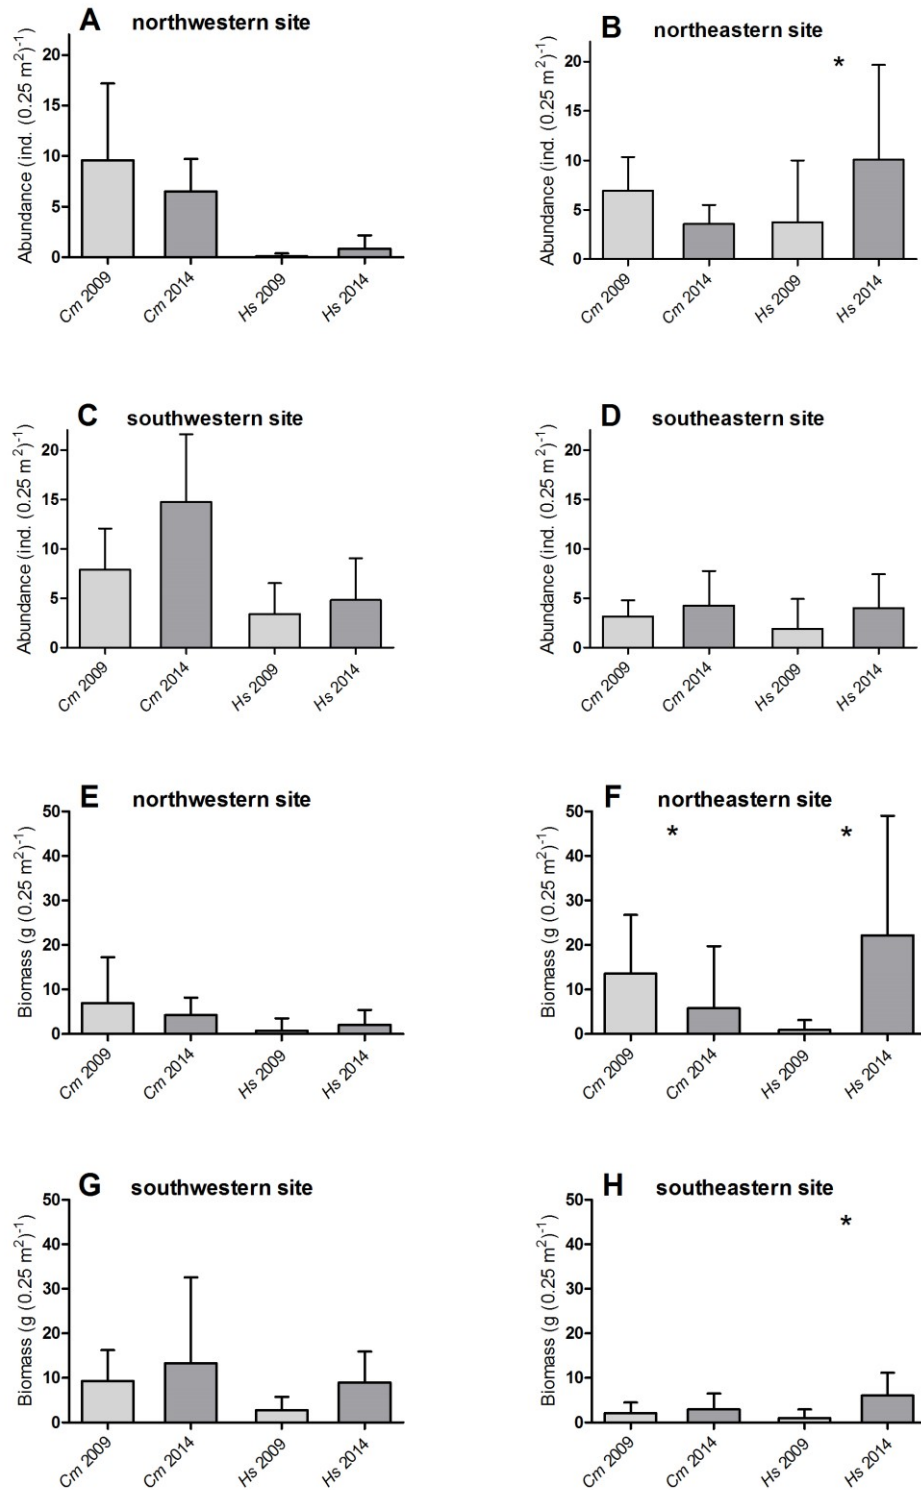 A northwestern site
Abundance (ind. (0.25 m²)⁻¹)
20
15
10
5
0
Cm 2009
Cm 2014
Hs 2009
Hs 2014
B northeastern site
Abundance (ind. (0.25 m²)⁻¹)
20
15
10
5
0
*
Cm 2009
Cm 2014
Hs 2009
Hs 2014
C southwestern site
Abundance (ind. (0.25 m²)⁻¹)
20
15
10
5
0
Cm 2009
Cm 2014
Hs 2009
Hs 2014
D southeastern site
Abundance (ind. (0.25 m²)⁻¹)
20
15
10
5
0
Cm 2009
Cm 2014
Hs 2009
Hs 2014
E northwestern site
Biomass (g (0.25 m²)⁻¹)
50
40
30
20
10
0
Cm 2009
Cm 2014
Hs 2009
Hs 2014
F northeastern site
Biomass (g (0.25 m²)⁻¹)
50
40
30
20
10
0
* *
Cm 2009
Cm 2014
Hs 2009
Hs 2014
G southwestern site
Biomass (g (0.25 m²)⁻¹)
50
40
30
20
10
0
Cm 2009
Cm 2014
Hs 2009
Hs 2014
H southeastern site
Biomass (g (0.25 m²)⁻¹)
50
40
30
20
10
0
*
Cm 2009
Cm 2014
Hs 2009
Hs 2014